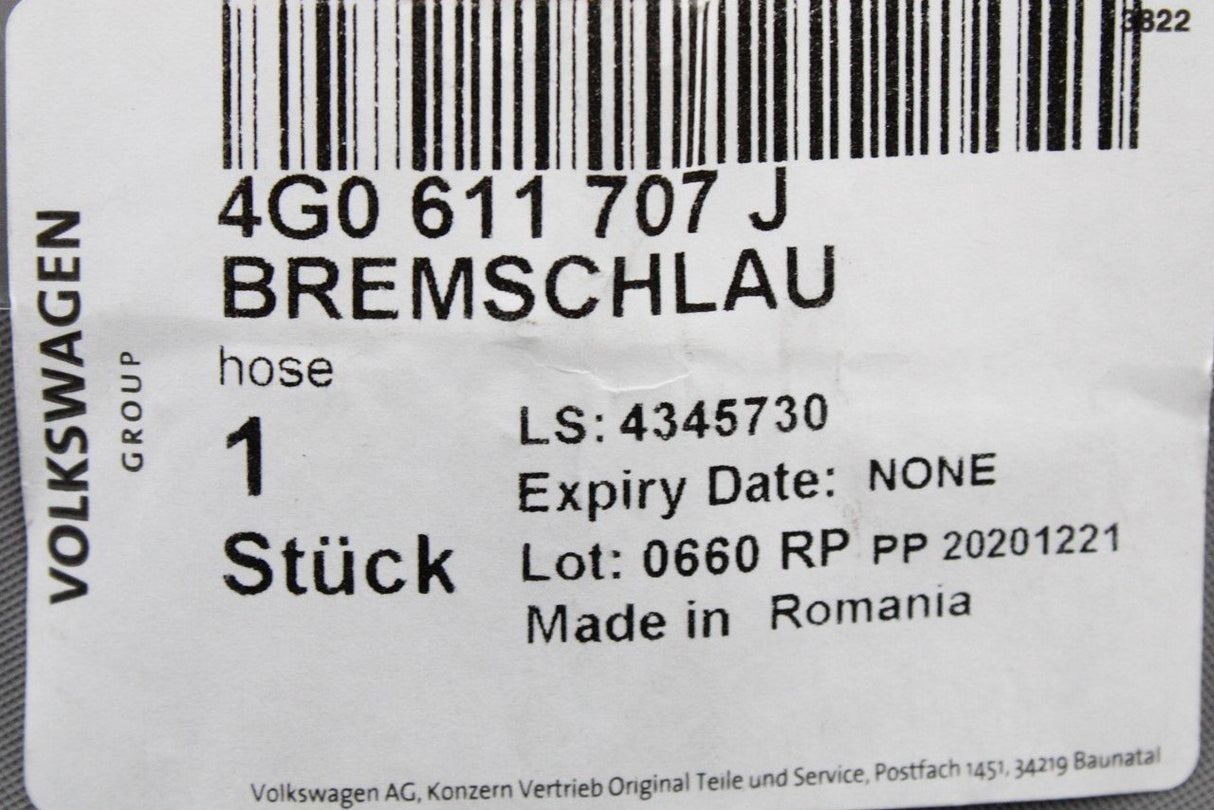 3822
4G0 611 707 J
BREMSCHLAU
hose
1
Stück
LS: 4345730
Expiry Date: NONE
Lot: 0660 RP PP 20201221
Made in Romania
VOLKSWAGEN
GROUP
Volkswagen AG, Konzern Vertrieb Original Teile und Service, Postfach 1451, 34219 Baunatal